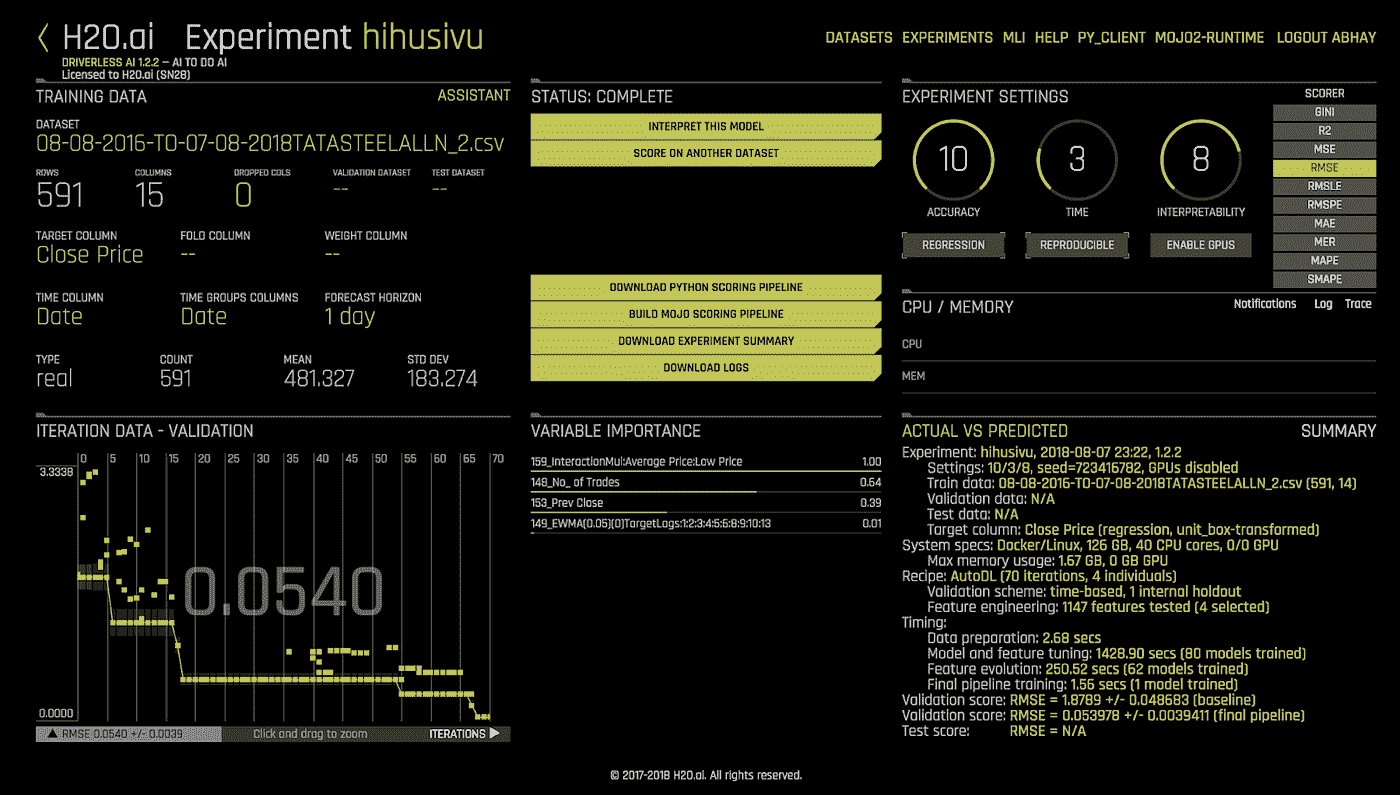 H2O.ai Experiment hihusivu
DRIVERLESS AI 1.2.2 – AI TO DO AI
Licensed to H2O.ai (SN28)
DATASETS EXPERIMENTS MLI HELP PY_CLIENT MOJO2-RUNTIME LOGOUT ABHAY
TRAINING DATA ASSISTANT
DATASET
08-08-2016-TO-07-08-2018TATASTEELALLN_2.csv
ROWS COLUMNS DROPPED COLS VALIDATION DATASET TEST DATASET
591 15 0 -- --
TARGET COLUMN FOLD COLUMN WEIGHT COLUMN
Close Price -- --
TIME COLUMN TIME GROUPS COLUMNS FORECAST HORIZON
Date Date 1 day
TYPE COUNT MEAN STD DEV
real 591 481.327 183.274
STATUS: COMPLETE
INTERPRET THIS MODEL
SCORE ON ANOTHER DATASET
DOWNLOAD PYTHON SCORING PIPELINE
BUILD MOJO SCORING PIPELINE
DOWNLOAD EXPERIMENT SUMMARY
DOWNLOAD LOGS
EXPERIMENT SETTINGS
10 3 8
ACCURACY TIME INTERPRETABILITY
REGRESSION REPRODUCIBLE ENABLE GPUS
SCORER
GINI
R2
MSE
RMSE
RMSLE
RMSPE
MAE
MER
MAPE
SMAPE
CPU / MEMORY Notifications Log Trace
CPU
MEM
ITERATION DATA - VALIDATION
0 5 10 15 20 25 30 35 40 45 50 55 60 65 70
3.3338
0.0540
0.0000
▲ RMSE 0.0540 +/- 0.0039 Click and drag to zoom ITERATIONS ▶
VARIABLE IMPORTANCE
159_InteractionMul:Average Price:Low Price 1.00
148_No_ of Trades 0.64
153_Prev Close 0.39
149_EWMA(0.05)(0)TargetLags:1:2:3:4:5:6:8:9:10:13 0.01
ACTUAL VS PREDICTED SUMMARY
Experiment: hihusivu, 2018-08-07 23:22, 1.2.2
Settings: 10/3/8, seed=723416782, GPUs disabled
Train data: 08-08-2016-TO-07-08-2018TATASTEELALLN_2.csv (591, 14)
Validation data: N/A
Test data: N/A
Target column: Close Price (regression, unit_box-transformed)
System specs: Docker/Linux, 126 GB, 40 CPU cores, 0/0 GPU
Max memory usage: 1.67 GB, 0 GB GPU
Recipe: AutoDL (70 iterations, 4 individuals)
Validation scheme: time-based, 1 internal holdout
Feature engineering: 1147 features tested (4 selected)
Timing:
Data preparation: 2.68 secs
Model and feature tuning: 1428.90 secs (80 models trained)
Feature evolution: 250.52 secs (62 models trained)
Final pipeline training: 1.56 secs (1 model trained)
Validation score: RMSE = 1.8789 +/- 0.048683 (baseline)
Validation score: RMSE = 0.053978 +/- 0.0039411 (final pipeline)
Test score: RMSE = N/A
© 2017-2018 H2O.ai. All rights reserved.